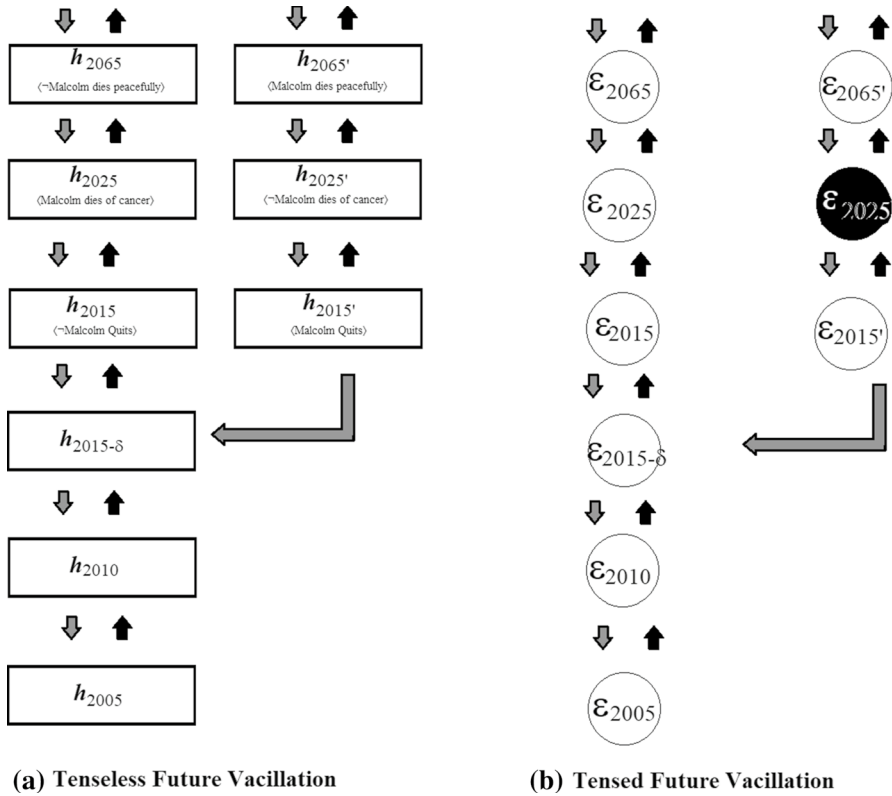 h2065
⟨¬Malcolm dies peacefully⟩
h2065'
⟨Malcolm dies peacefully⟩
h2025
⟨Malcolm dies of cancer⟩
h2025'
⟨¬Malcolm dies of cancer⟩
h2015
⟨¬Malcolm Quits⟩
h2015'
⟨Malcolm Quits⟩
h2015-δ
h2010
h2005
(a) Tenseless Future Vacillation
ε2065
ε2065'
ε2025
ε2025
ε2015
ε2015'
ε2015-δ
ε2010
ε2005
(b) Tensed Future Vacillation